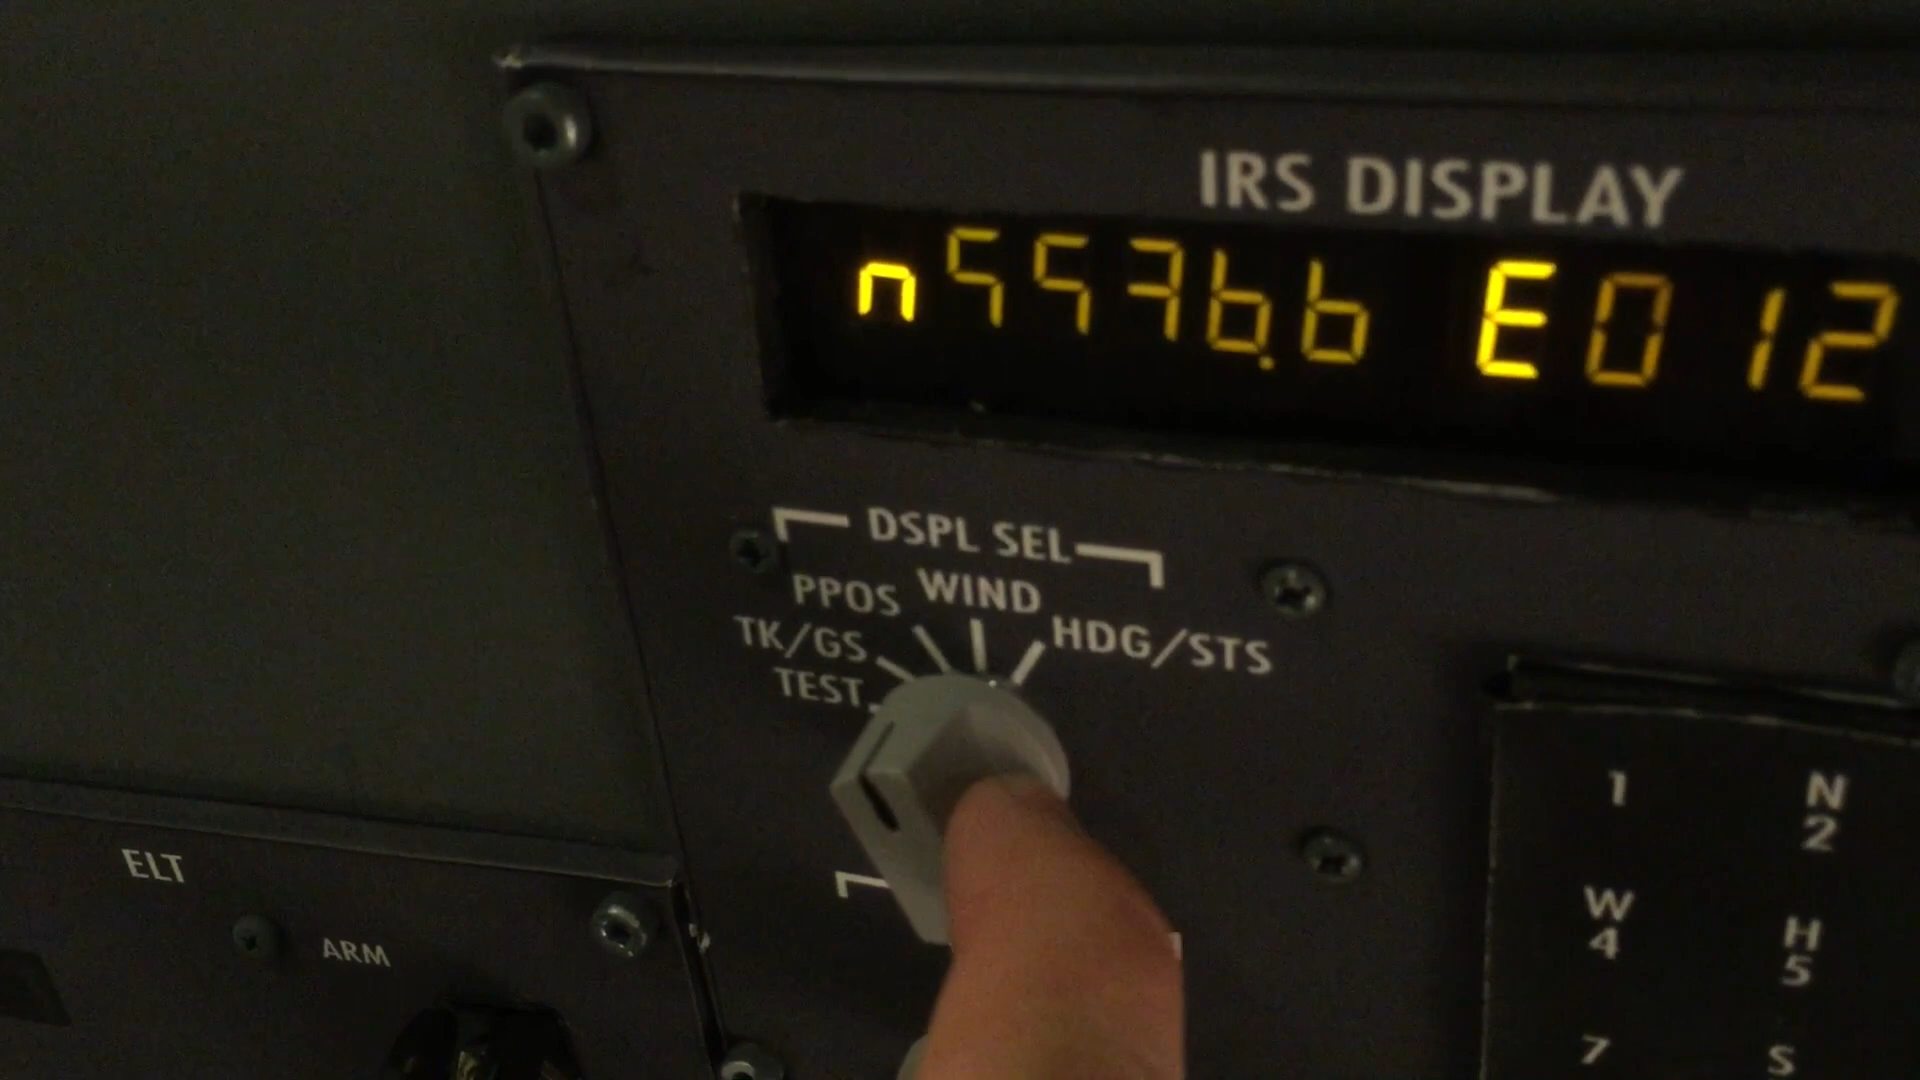 IRS DISPLAY
n5536.6 E012
DSPL SEL
PPOS WIND
TK/GS HDG/STS
TEST
1 N 2
W 4 H 5
7 S
ELT
ARM